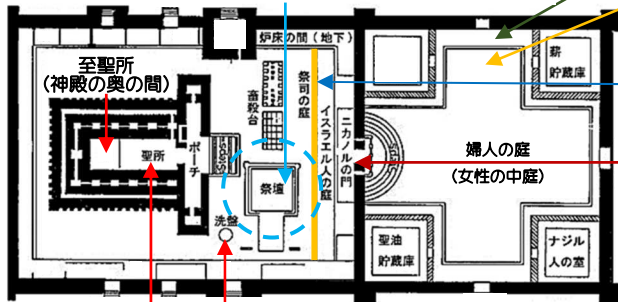 炉床の間(地下)
至聖所
(神殿の奥の間)
聖所
ポーチ
Steps
屠殺台
祭壇
洗盤
祭司の庭
イスラエル人の庭
ニカノルの門
薪
貯蔵庫
婦人の庭
(女性の中庭)
聖油
貯蔵庫
ナジル
人の室